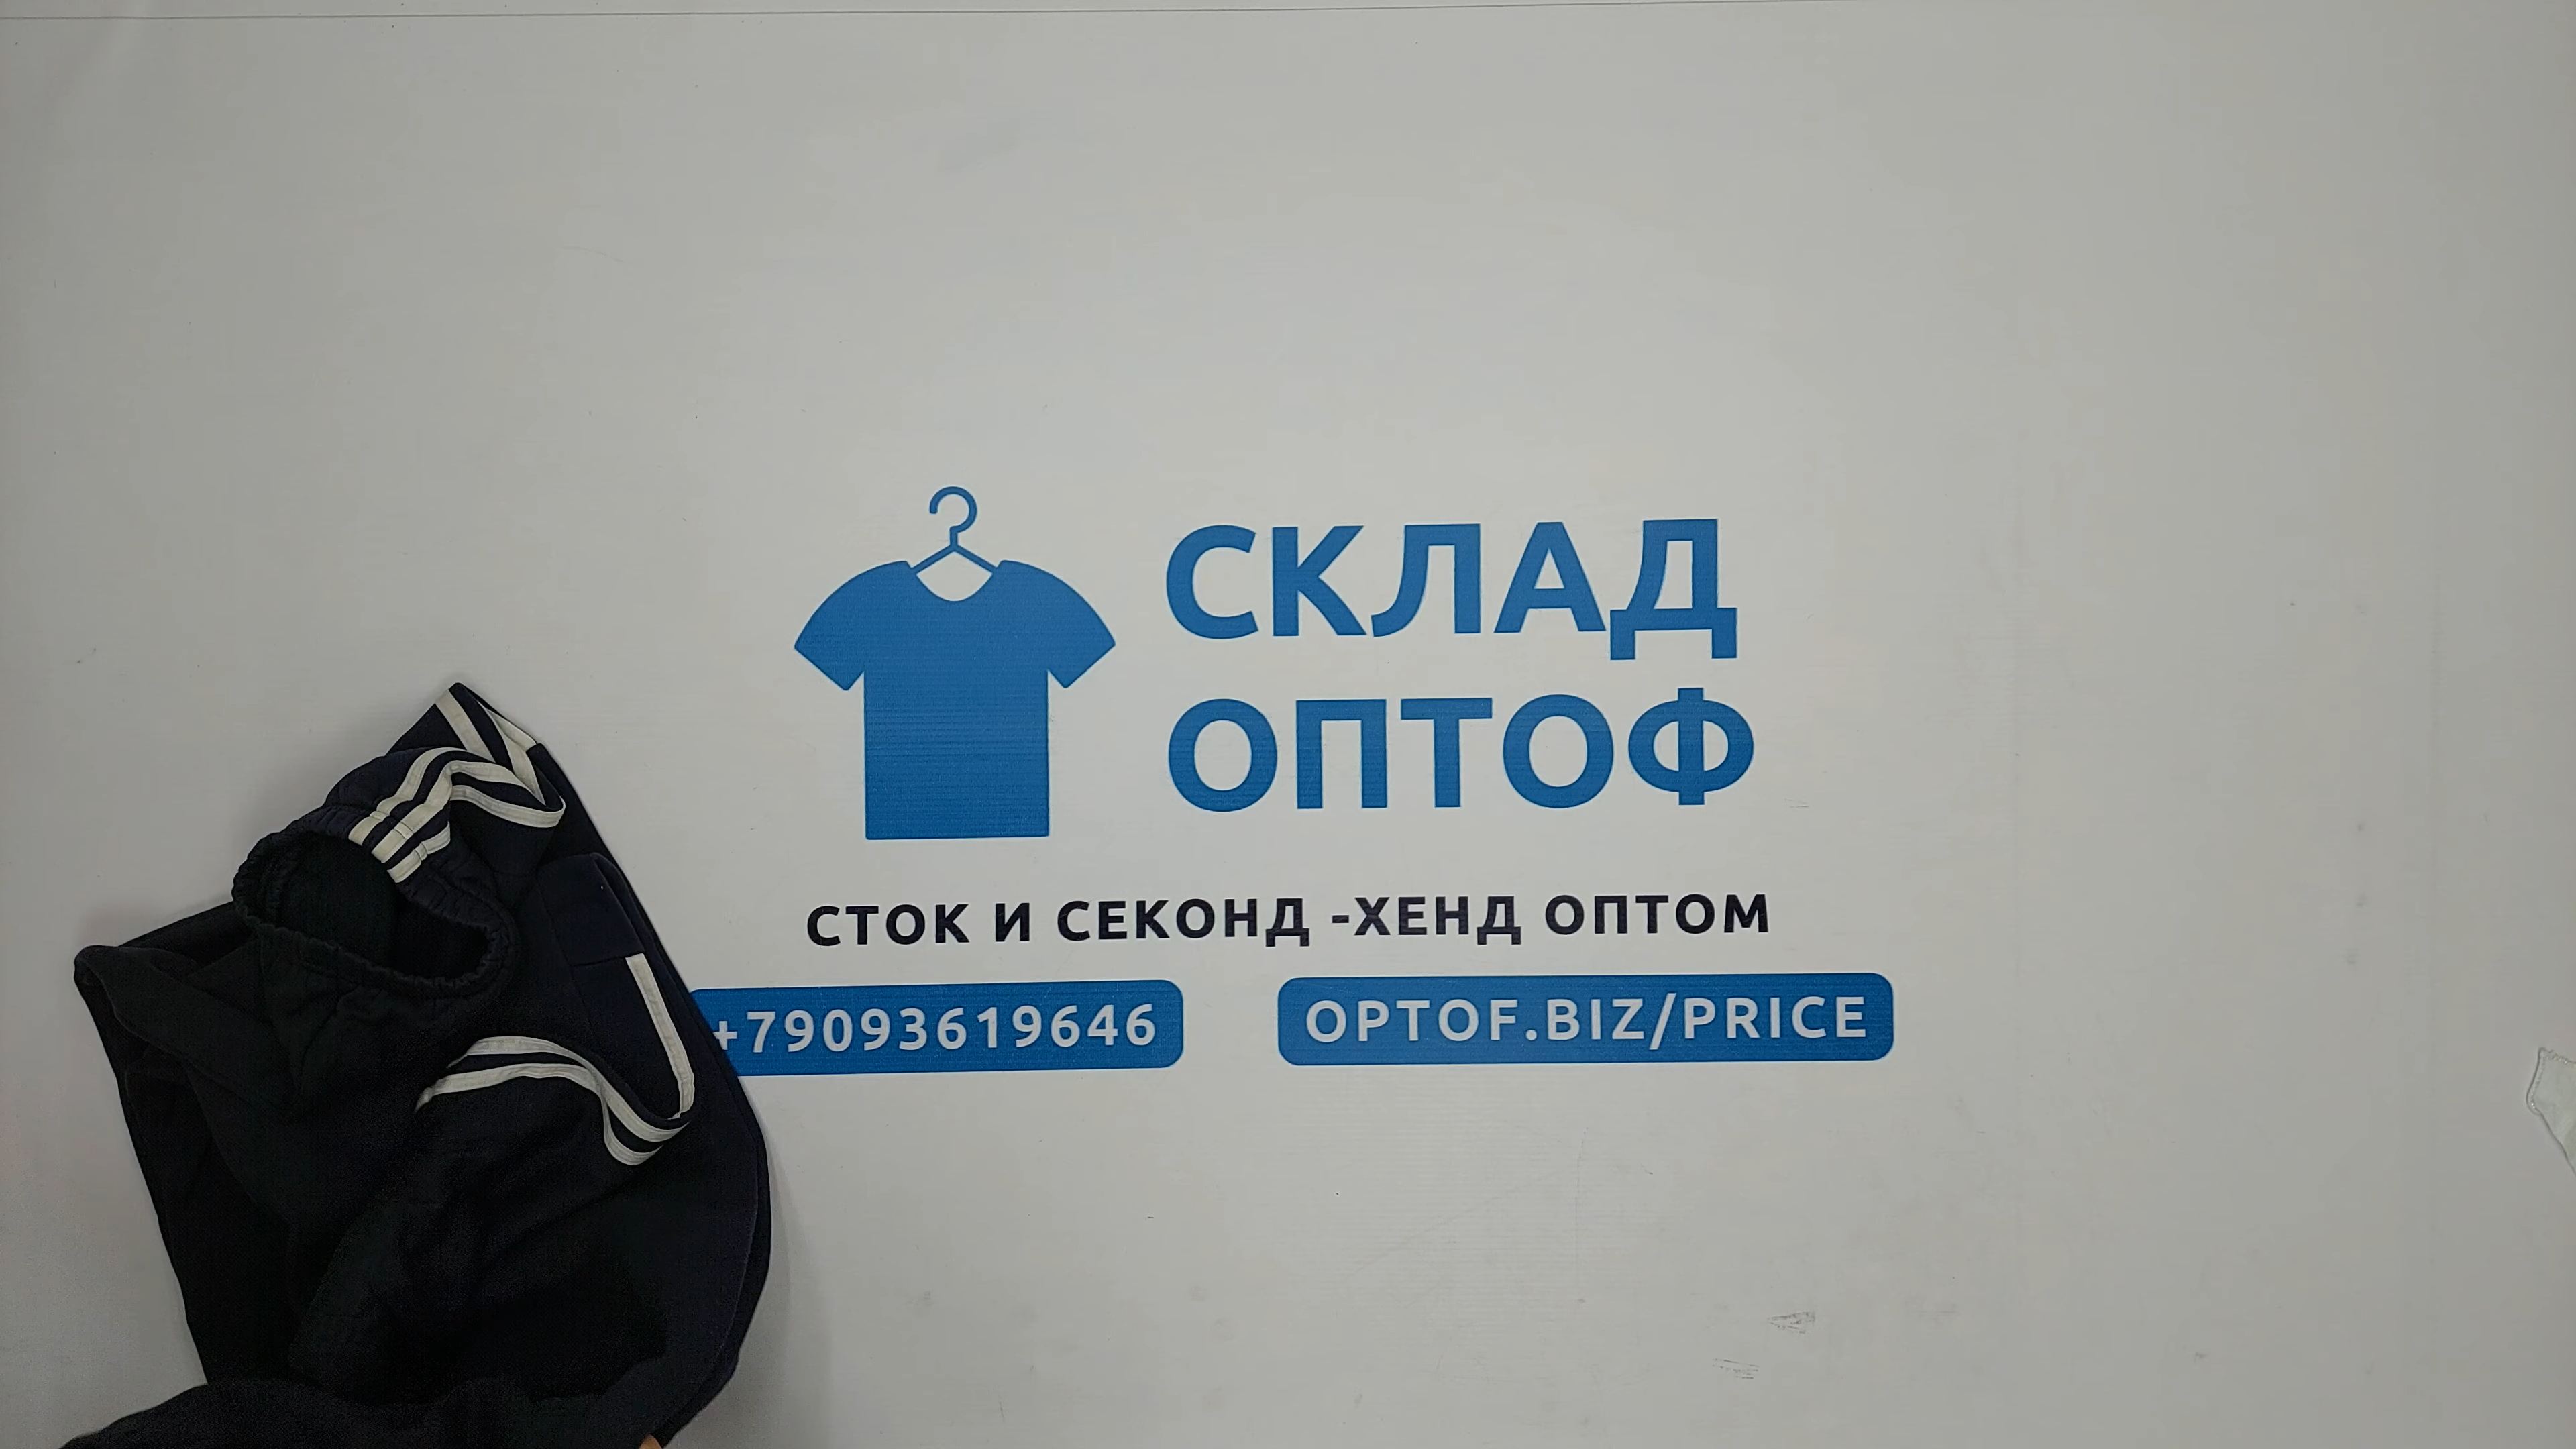 СКЛАД
ОПТОФ
СТОК И СЕКОНД -ХЕНД ОПТОМ
+79093619646
OPTOF.BIZ/PRICE